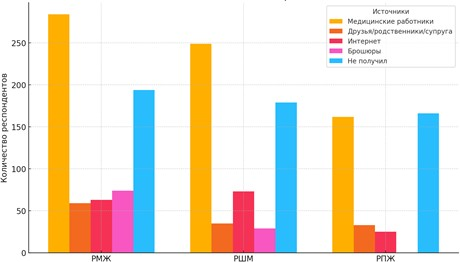 Источники
Медицинские работники
Друзья/родственники/супруга
Интернет
Брошюры
Не получил
Количество респондентов
250
200
150
100
50
0
РМЖ
РШМ
РПЖ